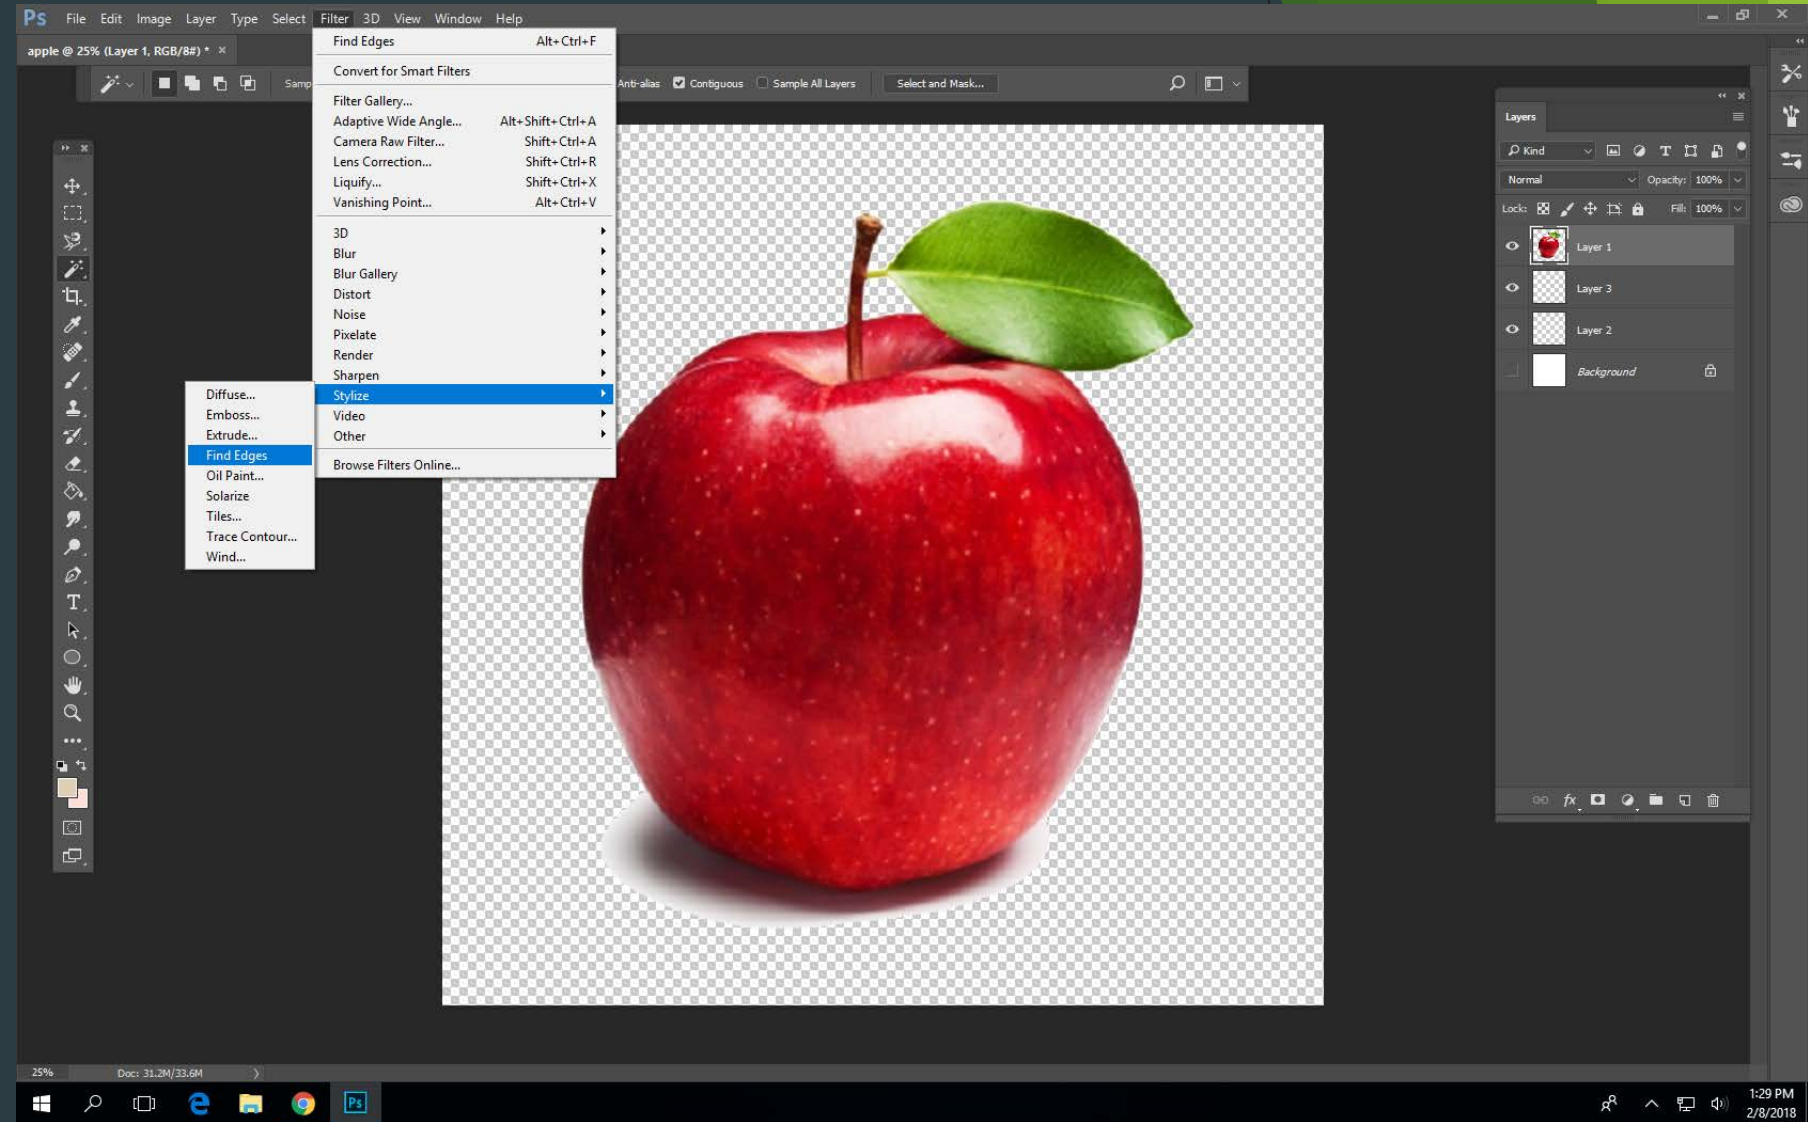 Ps File Edit Image Layer Type Select Filter 3D View Window Help
apple @ 25% (Layer 1, RGB/8#) * ×
Samp
Anti-alias Contiguous Sample All Layers Select and Mask...
Find Edges Alt+Ctrl+F
Convert for Smart Filters
Filter Gallery...
Adaptive Wide Angle... Alt+Shift+Ctrl+A
Camera Raw Filter... Shift+Ctrl+A
Lens Correction... Shift+Ctrl+R
Liquify... Shift+Ctrl+X
Vanishing Point... Alt+Ctrl+V
3D
Blur
Blur Gallery
Distort
Noise
Pixelate
Render
Sharpen
Stylize
Video
Other
Browse Filters Online...
Diffuse...
Emboss...
Extrude...
Find Edges
Oil Paint...
Solarize
Tiles...
Trace Contour...
Wind...
Layers
Kind
Normal Opacity: 100%
Lock: Fill: 100%
Layer 1
Layer 3
Layer 2
Background
fx
25% Doc: 31.2M/33.6M
Ps
1:29 PM
2/8/2018